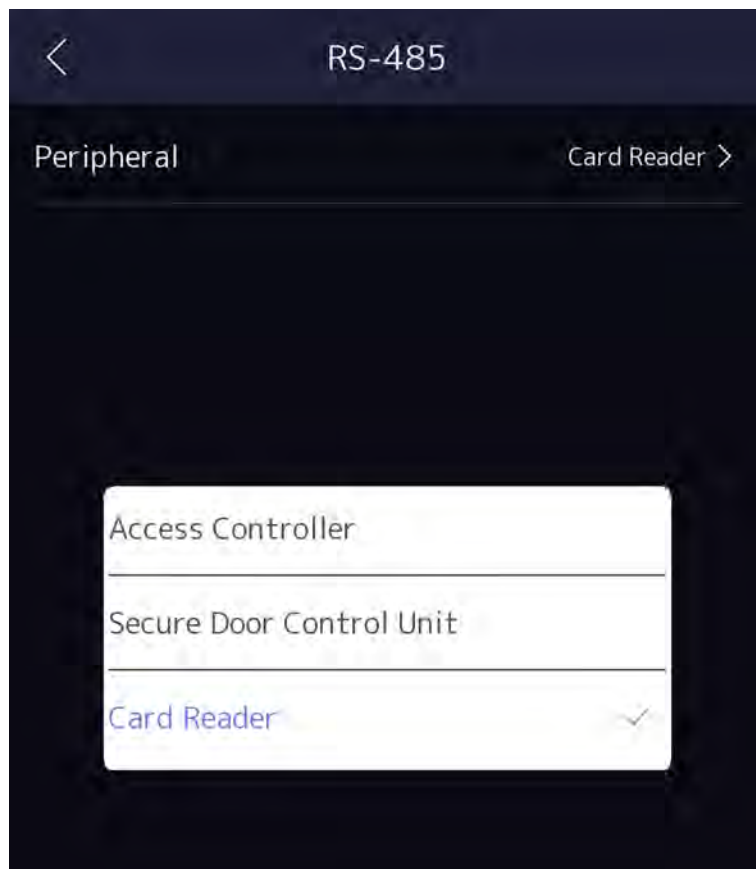 RS-485
Peripheral Card Reader
Access Controller
Secure Door Control Unit
Card Reader